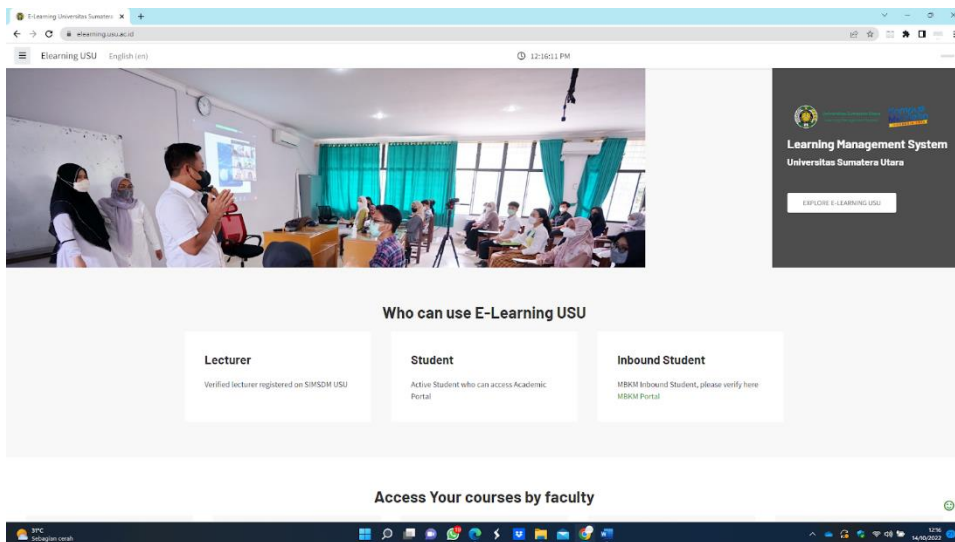 E-Learning Universitas Sumatera
elearning.usu.ac.id
Elearning USU English (en)
12:16:11 PM
Learning Management System
Universitas Sumatera Utara
EXPLORE E-LEARNING USU
Who can use E-Learning USU
Lecturer
Verified lecturer registered on SIMSDM USU
Student
Active Student who can access Academic
Portal
Inbound Student
MBKM Inbound Student, please verify here
MBKM Portal
Access Your courses by faculty
31°C
Sebagian cerah
12:16
14/10/2022